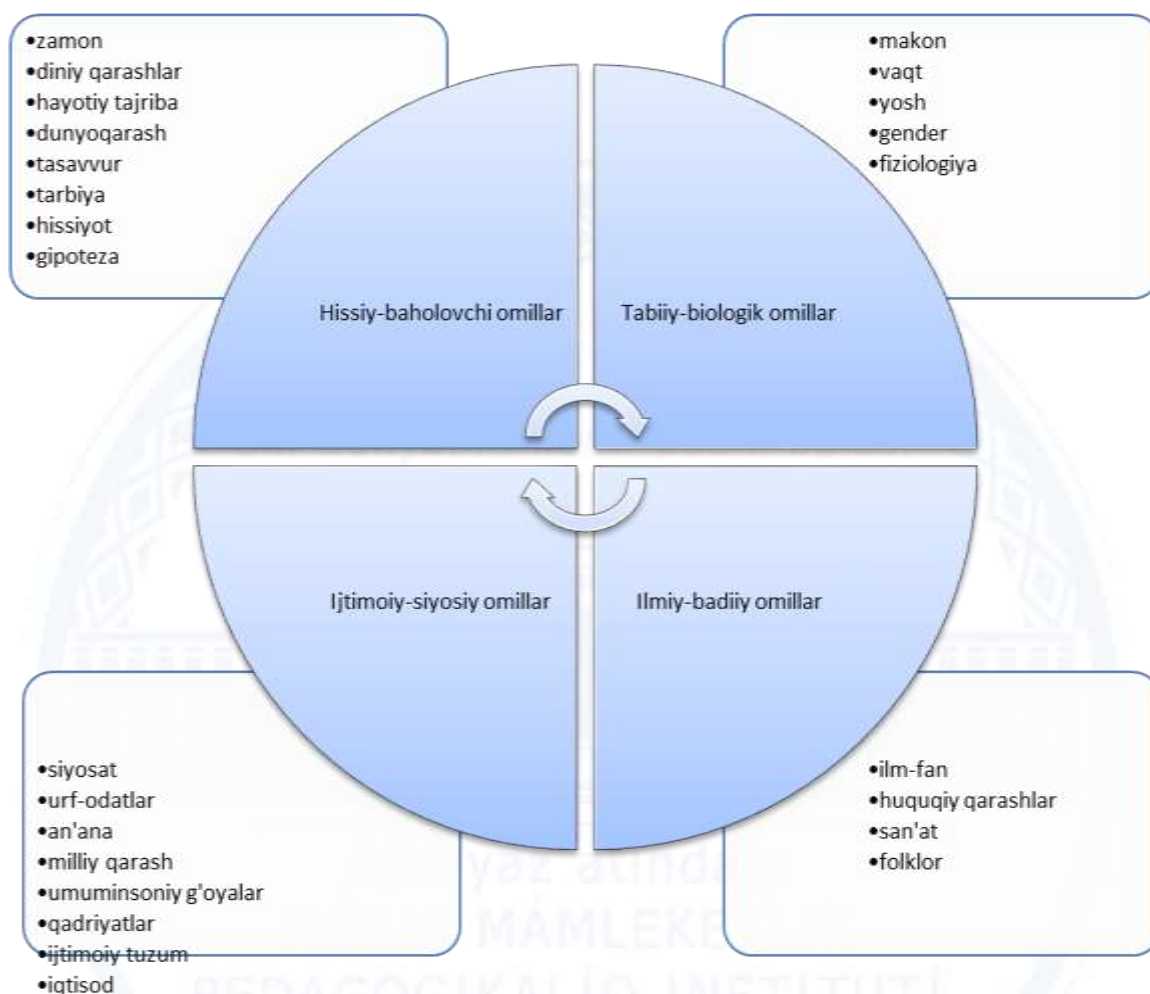 •zamon
•diniy qarashlar
•hayotiy tajriba
•dunyoqarash
•tasavvur
•tarbiya
•hissiyot
•gipoteza
•makon
•vaqt
•yosh
•gender
•fiziologiya
Hissiy-baholovchi omillar
Tabiiy-biologik omillar
Ijtimoiy-siyosiy omillar
Ilmiy-badiiy omillar
•siyosat
•urf-odatlar
•an'ana
•milliy qarash
•umuminsoniy g'oyalar
•qadriyatlar
•ijtimoiy tuzum
•iqtisod
•ilm-fan
•huquqiy qarashlar
•san'at
•folklor
MÁMLEKE